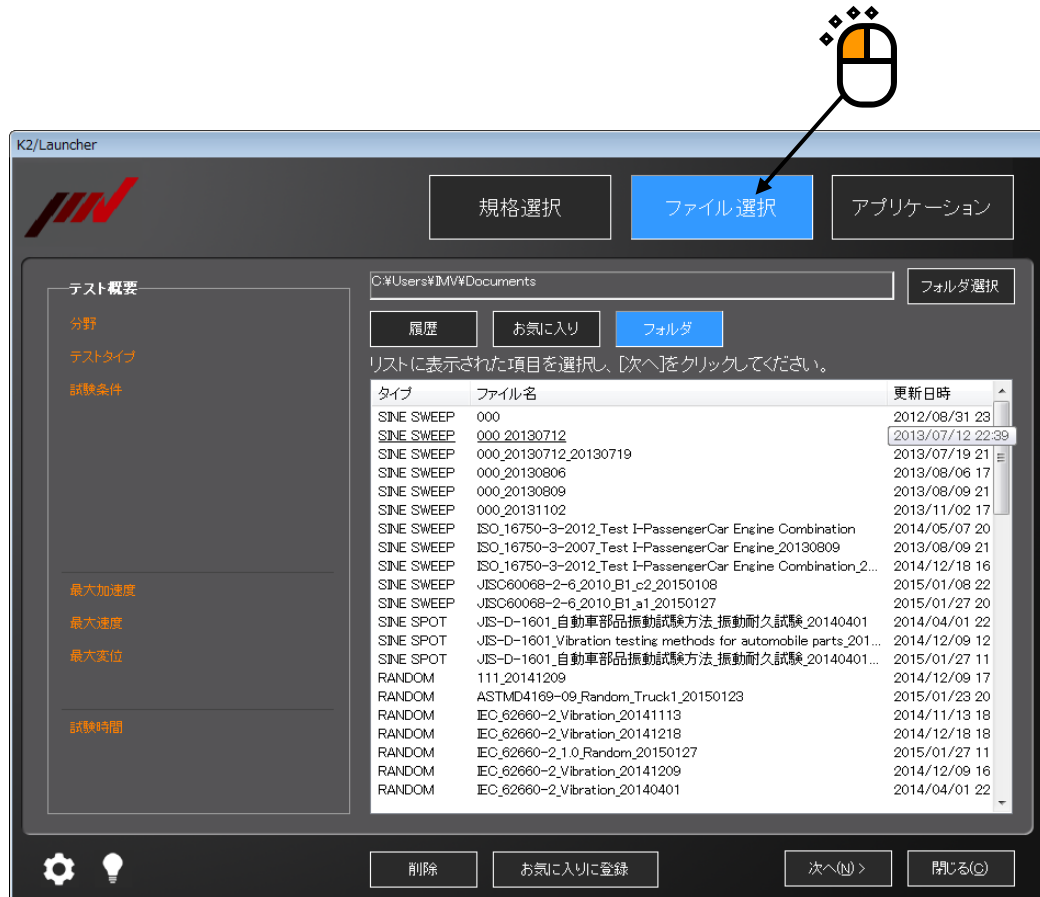 K2/Launcher
規格選択 ファイル選択 アプリケーション
C:¥Users¥IMV¥Documents フォルダ選択
テスト概要
分野
テストタイプ
試験条件
最大加速度
最大速度
最大変位
試験時間
履歴 お気に入り フォルダ
リストに表示された項目を選択し、[次へ]をクリックしてください。
タイプ ファイル名 更新日時
SINE SWEEP 000 2012/08/31 23
SINE SWEEP 000_20130712 2013/07/12 22:39
SINE SWEEP 000_20130712_20130719 2013/07/19 21
SINE SWEEP 000_20130806 2013/08/06 17
SINE SWEEP 000_20130809 2013/08/09 21
SINE SWEEP 000_20131102 2013/11/02 17
SINE SWEEP ISO_16750-3-2012_Test I-PassengerCar Engine Combination 2014/05/07 20
SINE SWEEP ISO_16750-3-2007_Test I-PassengerCar Engine_20130809 2013/08/09 21
SINE SWEEP ISO_16750-3-2012_Test I-PassengerCar Engine Combination_2... 2014/12/18 16
SINE SWEEP JISC60068-2-6_2010_B1_c2_20150108 2015/01/08 22
SINE SWEEP JISC60068-2-6_2010_B1_a1_20150127 2015/01/27 20
SINE SPOT JIS-D-1601_自動車部品振動試験方法_振動耐久試験_20140401 2014/04/01 22
SINE SPOT JIS-D-1601_Vibration testing methods for automobile parts_201... 2014/12/09 12
SINE SPOT JIS-D-1601_自動車部品振動試験方法_振動耐久試験_20140401... 2015/01/27 11
RANDOM 111_20141209 2014/12/09 17
RANDOM ASTMD4169-09_Random_Truck1_20150123 2015/01/23 20
RANDOM IEC_62660-2_Vibration_20141113 2014/11/13 18
RANDOM IEC_62660-2_Vibration_20141218 2014/12/18 18
RANDOM IEC_62660-2_1.0_Random_20150127 2015/01/27 11
RANDOM IEC_62660-2_Vibration_20141209 2014/12/09 16
RANDOM IEC_62660-2_Vibration_20140401 2014/04/01 22
削除 お気に入りに登録 次へ(N) > 閉じる(C)